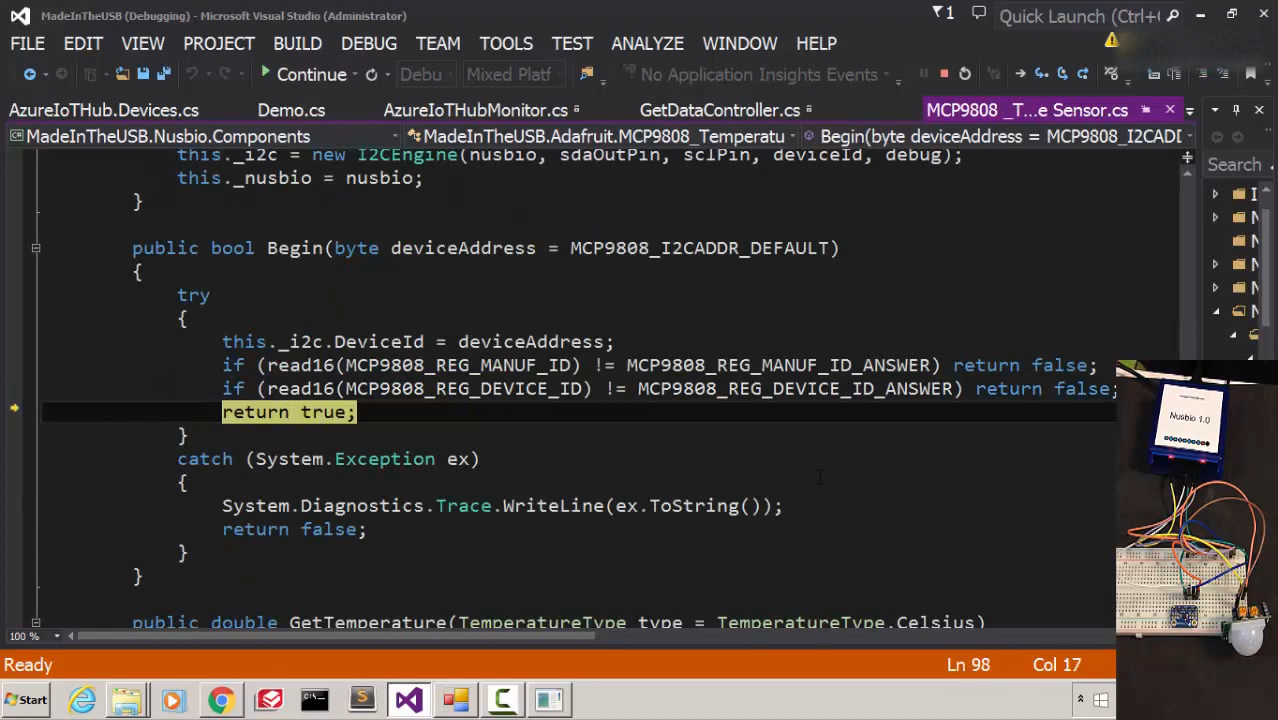 MadeInTheUSB (Debugging) - Microsoft Visual Studio (Administrator)
1
Quick Launch (Ctrl+
FILE EDIT VIEW PROJECT BUILD DEBUG TEAM TOOLS TEST ANALYZE WINDOW HELP
Continue Debu Mixed Platf No Application Insights Events
AzureIoTHub.Devices.cs Demo.cs AzureIoTHubMonitor.cs GetDataController.cs MCP9808 _T...e Sensor.cs
MadeInTheUSB.Nusbio.Components MadeInTheUSB.Adafruit.MCP9808_Temperatu Begin(byte deviceAddress = MCP9808_I2CADD
Search
this._i2c = new I2CEngine(nusbio, sdaOutPin, sclPin, deviceId, debug);
this._nusbio = nusbio;
}
public bool Begin(byte deviceAddress = MCP9808_I2CADDR_DEFAULT)
{
try
{
this._i2c.DeviceId = deviceAddress;
if (read16(MCP9808_REG_MANUF_ID) != MCP9808_REG_MANUF_ID_ANSWER) return false;
if (read16(MCP9808_REG_DEVICE_ID) != MCP9808_REG_DEVICE_ID_ANSWER) return false;
return true;
}
catch (System.Exception ex)
{
System.Diagnostics.Trace.WriteLine(ex.ToString());
return false;
}
}
public double GetTemperature(TemperatureType type = TemperatureType.Celsius)
100 %
Nusbio 1.0
Ready Ln 98 Col 17
Start